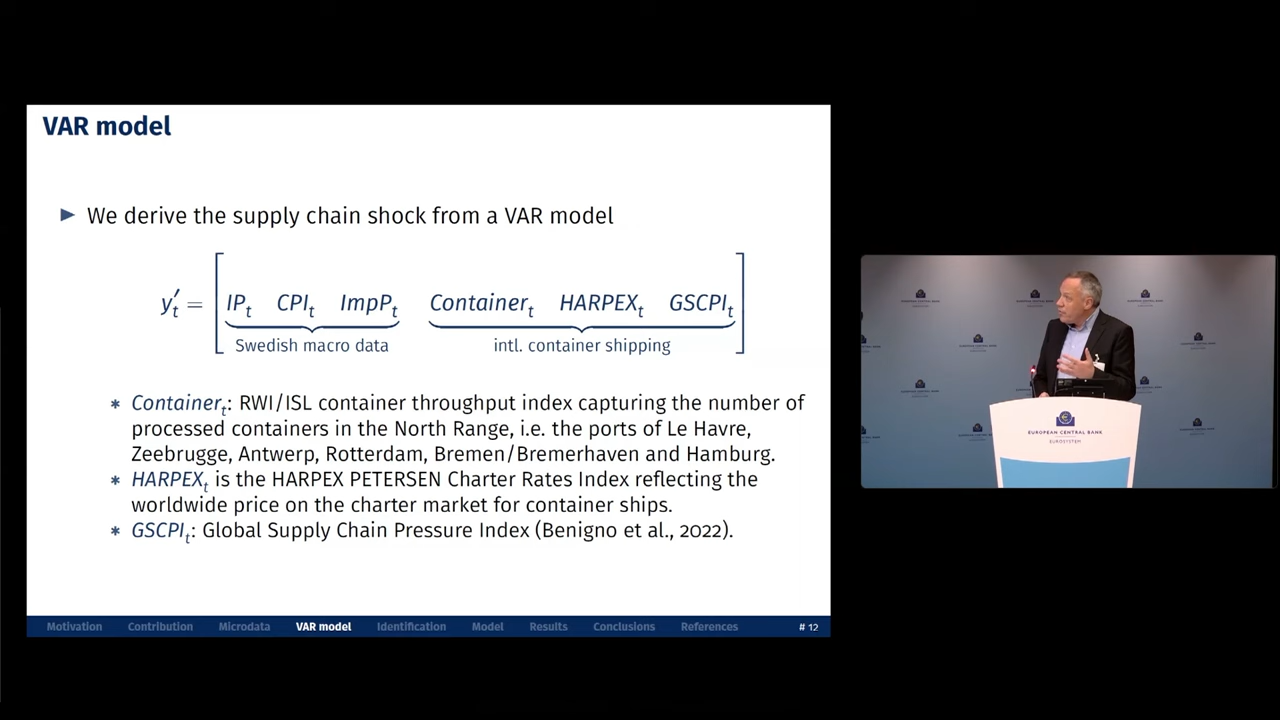 VAR model
► We derive the supply chain shock from a VAR model
y′t = [ IPt CPIt ImpPt Containert HARPEXt GSCPIt ]
Swedish macro data intl. container shipping
* Containert: RWI/ISL container throughput index capturing the number of
processed containers in the North Range, i.e. the ports of Le Havre,
Zeebrugge, Antwerp, Rotterdam, Bremen/Bremerhaven and Hamburg.
* HARPEXt is the HARPEX PETERSEN Charter Rates Index reflecting the
worldwide price on the charter market for container ships.
* GSCPIt: Global Supply Chain Pressure Index (Benigno et al., 2022).
Motivation Contribution Microdata VAR model Identification Model Results Conclusions References # 12
EUROPEAN CENTRAL BANK
EUROSYSTEM